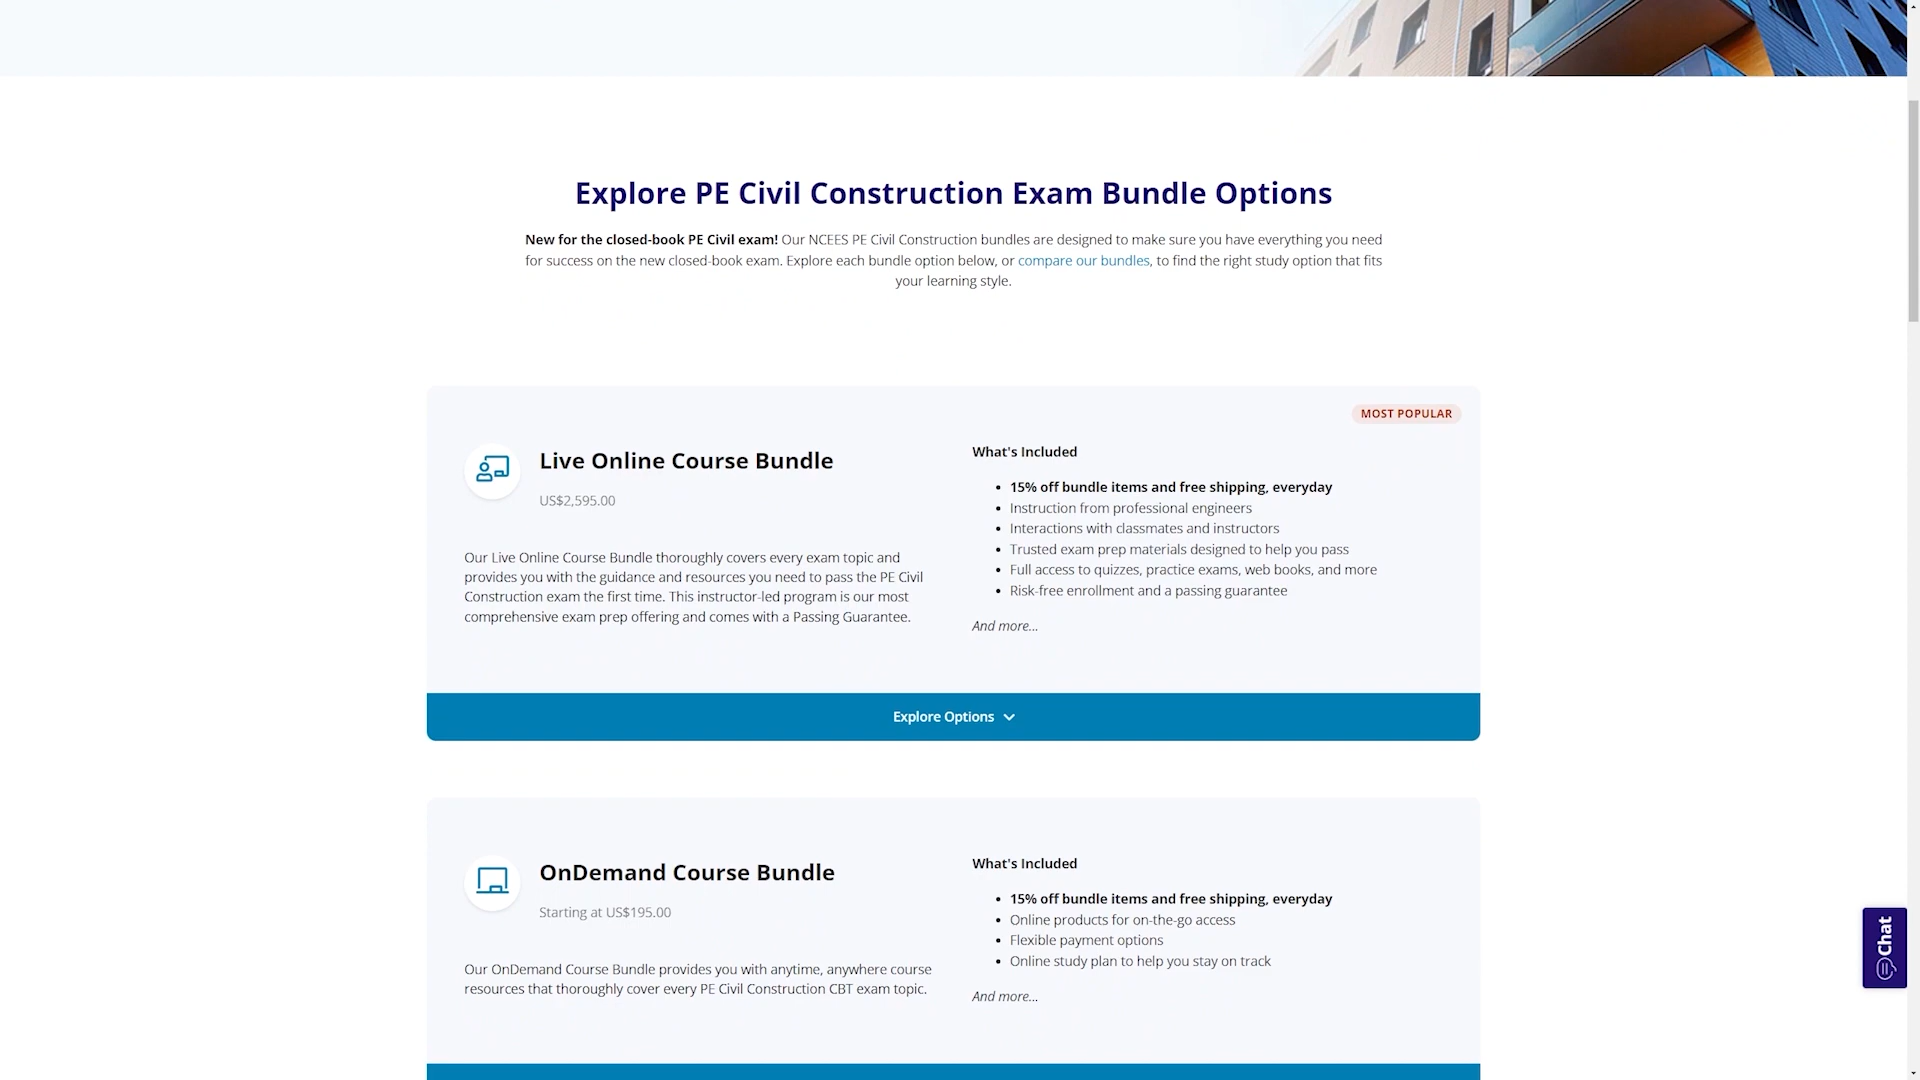 Explore PE Civil Construction Exam Bundle Options
New for the closed-book PE Civil exam! Our NCEES PE Civil Construction bundles are designed to make sure you have everything you need
for success on the new closed-book exam. Explore each bundle option below, or compare our bundles, to find the right study option that fits
your learning style.
MOST POPULAR
Live Online Course Bundle
US$2,595.00
Our Live Online Course Bundle thoroughly covers every exam topic and
provides you with the guidance and resources you need to pass the PE Civil
Construction exam the first time. This instructor-led program is our most
comprehensive exam prep offering and comes with a Passing Guarantee.
What's Included
15% off bundle items and free shipping, everyday
Instruction from professional engineers
Interactions with classmates and instructors
Trusted exam prep materials designed to help you pass
Full access to quizzes, practice exams, web books, and more
Risk-free enrollment and a passing guarantee
And more...
Explore Options
OnDemand Course Bundle
Starting at US$195.00
Our OnDemand Course Bundle provides you with anytime, anywhere course
resources that thoroughly cover every PE Civil Construction CBT exam topic.
What's Included
15% off bundle items and free shipping, everyday
Online products for on-the-go access
Flexible payment options
Online study plan to help you stay on track
And more...
Chat